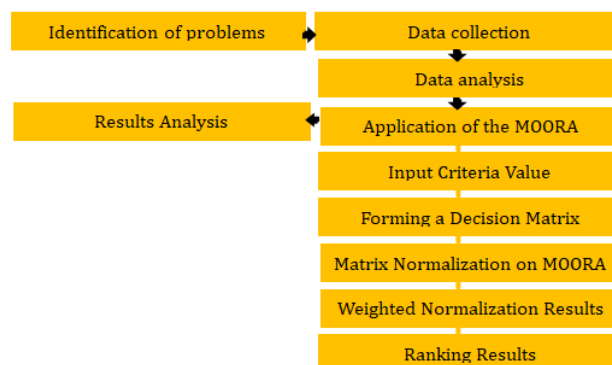 Identification of problems
Data collection
Data analysis
Results Analysis
Application of the MOORA
Input Criteria Value
Forming a Decision Matrix
Matrix Normalization on MOORA
Weighted Normalization Results
Ranking Results